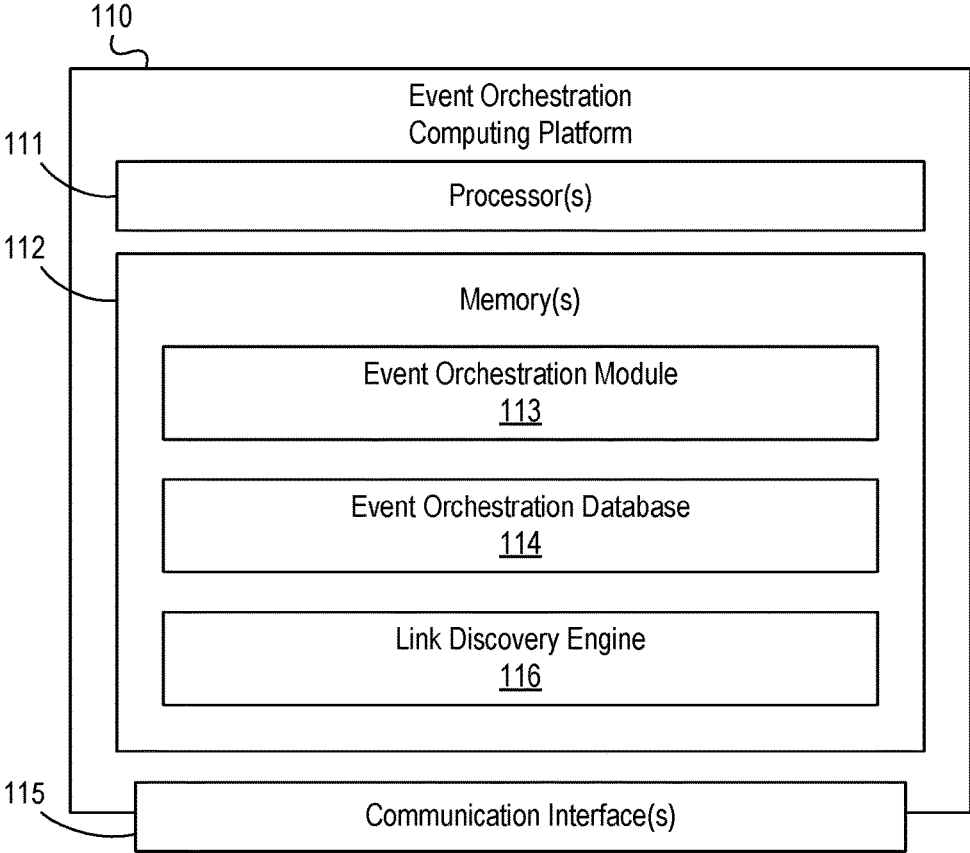 110
Event Orchestration
Computing Platform
111
Processor(s)
112
Memory(s)
Event Orchestration Module
113
Event Orchestration Database
114
Link Discovery Engine
116
115
Communication Interface(s)